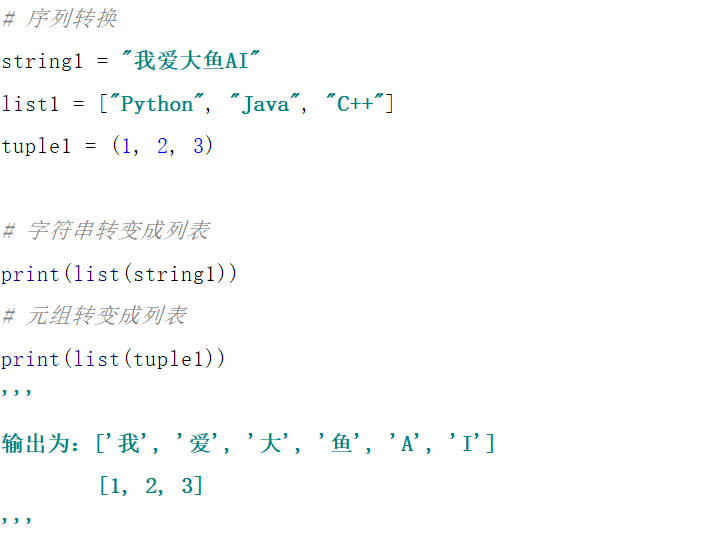 # 序列转换
string1 = "我爱大鱼AI"
list1 = ["Python", "Java", "C++"]
tuple1 = (1, 2, 3)
# 字符串转变成列表
print(list(string1))
# 元组转变成列表
print(list(tuple1))
'''
输出为：['我', '爱', '大', '鱼', 'A', 'I']
[1, 2, 3]
'''